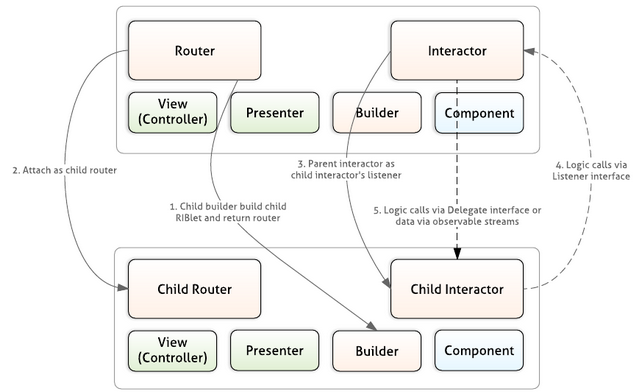 Router
Interactor
View
(Controller)
Presenter
Builder
Component
2. Attach as child router
3. Parent interactor as
child interactor's listener
4. Logic calls via
Listener interface
1. Child builder build child
RIBlet and return router
5. Logic calls via Delegate interface or
data via observable streams
Child Router
Child Interactor
View
(Controller)
Presenter
Builder
Component